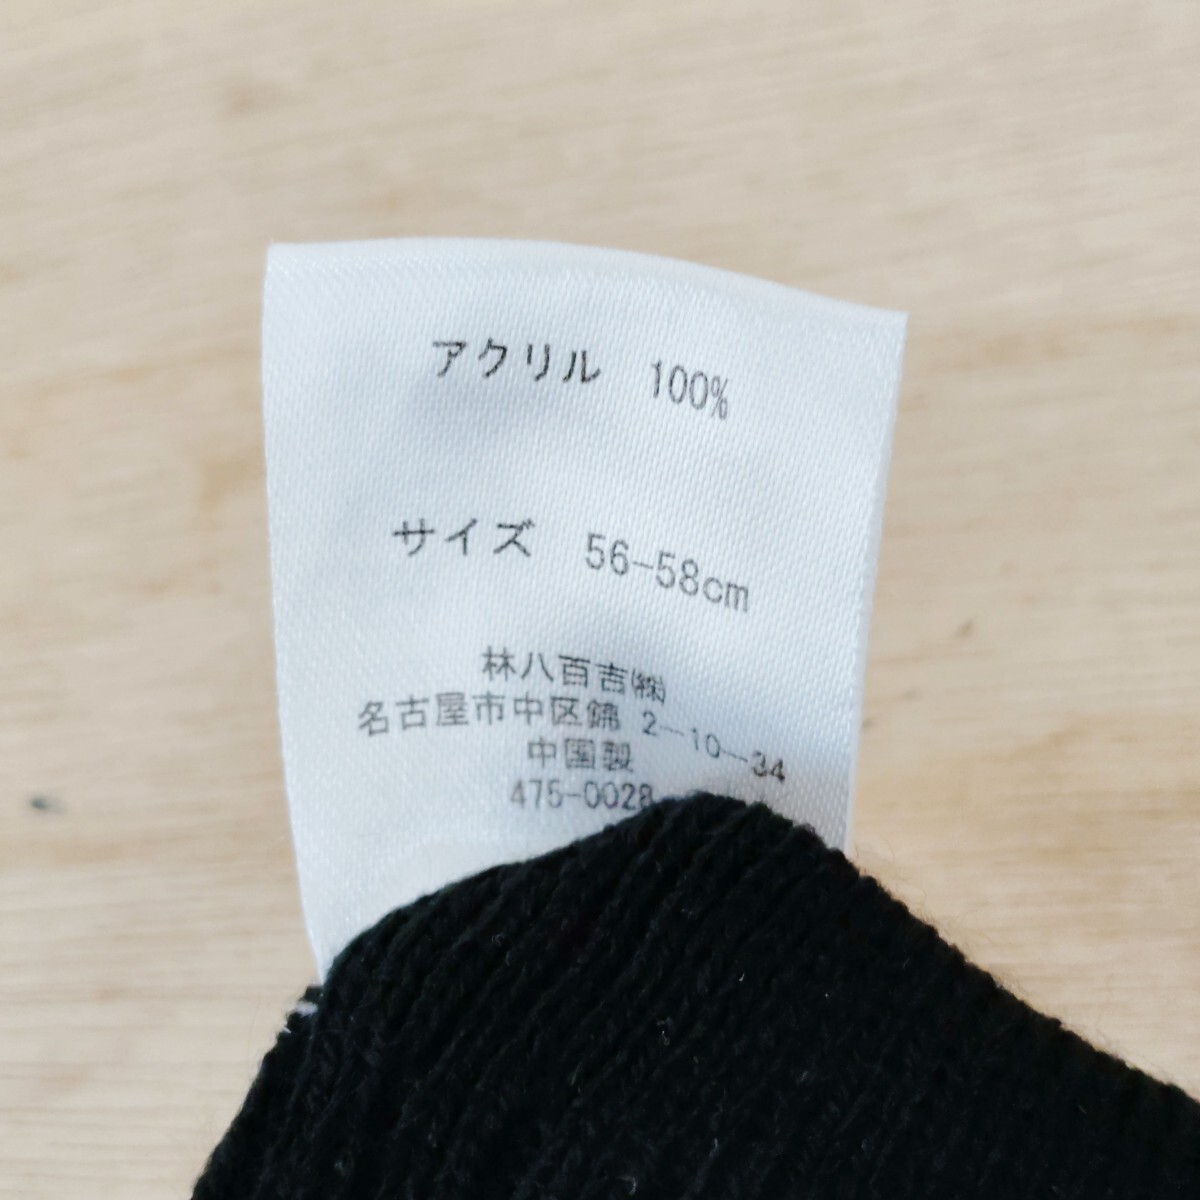 アクリル 100%
サイズ 56-58cm
林八百吉㈱
名古屋市中区錦 2-10-34
中国製
475-0028